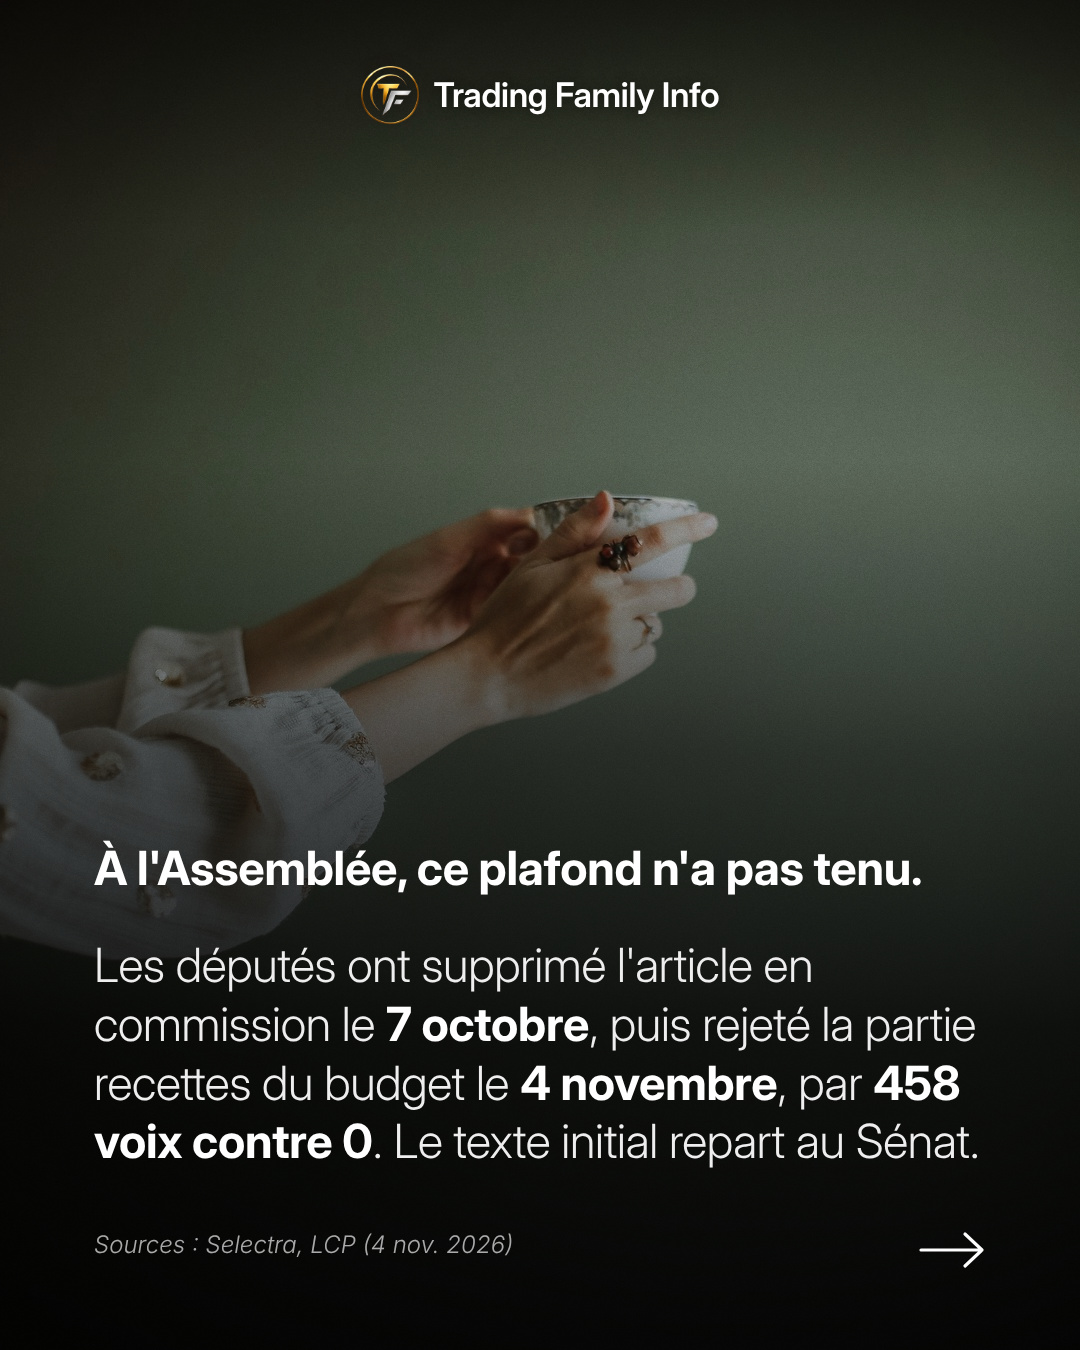 TF Trading Family Info
À l'Assemblée, ce plafond n'a pas tenu.
Les députés ont supprimé l'article en
commission le 7 octobre, puis rejeté la partie
recettes du budget le 4 novembre, par 458
voix contre 0. Le texte initial repart au Sénat.
Sources : Selectra, LCP (4 nov. 2026)